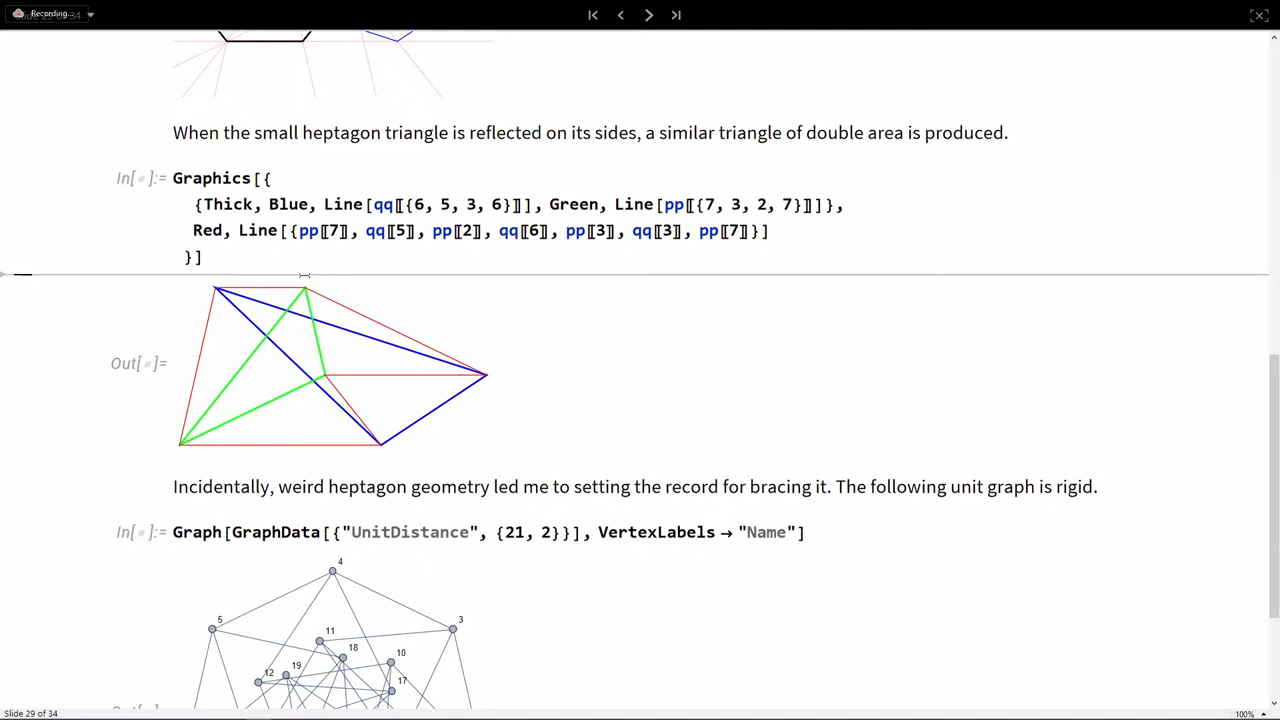 Recording...
Slide 29 of 34
When the small heptagon triangle is reflected on its sides, a similar triangle of double area is produced.
In[ ]:= Graphics[{
{Thick, Blue, Line[qq⟦{6, 5, 3, 6}⟧], Green, Line[pp⟦{7, 3, 2, 7}⟧]},
Red, Line[{pp⟦7⟧, qq⟦5⟧, pp⟦2⟧, qq⟦6⟧, pp⟦3⟧, qq⟦3⟧, pp⟦7⟧}]
}]
Out[ ]=
Incidentally, weird heptagon geometry led me to setting the record for bracing it. The following unit graph is rigid.
In[ ]:= Graph[GraphData[{"UnitDistance", {21, 2}}], VertexLabels → "Name"]
4
5
3
11
18
10
19
12
17
Slide 29 of 34
100%